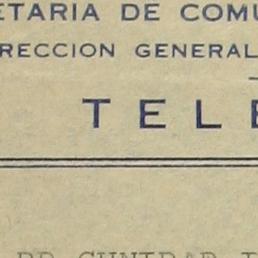 ETARIA DE COMU
RECCION GENERAL
TELE